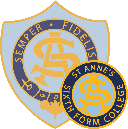 SEMPER FIDELIS
ST ANNE'S
SIXTH FORM COLLEGE